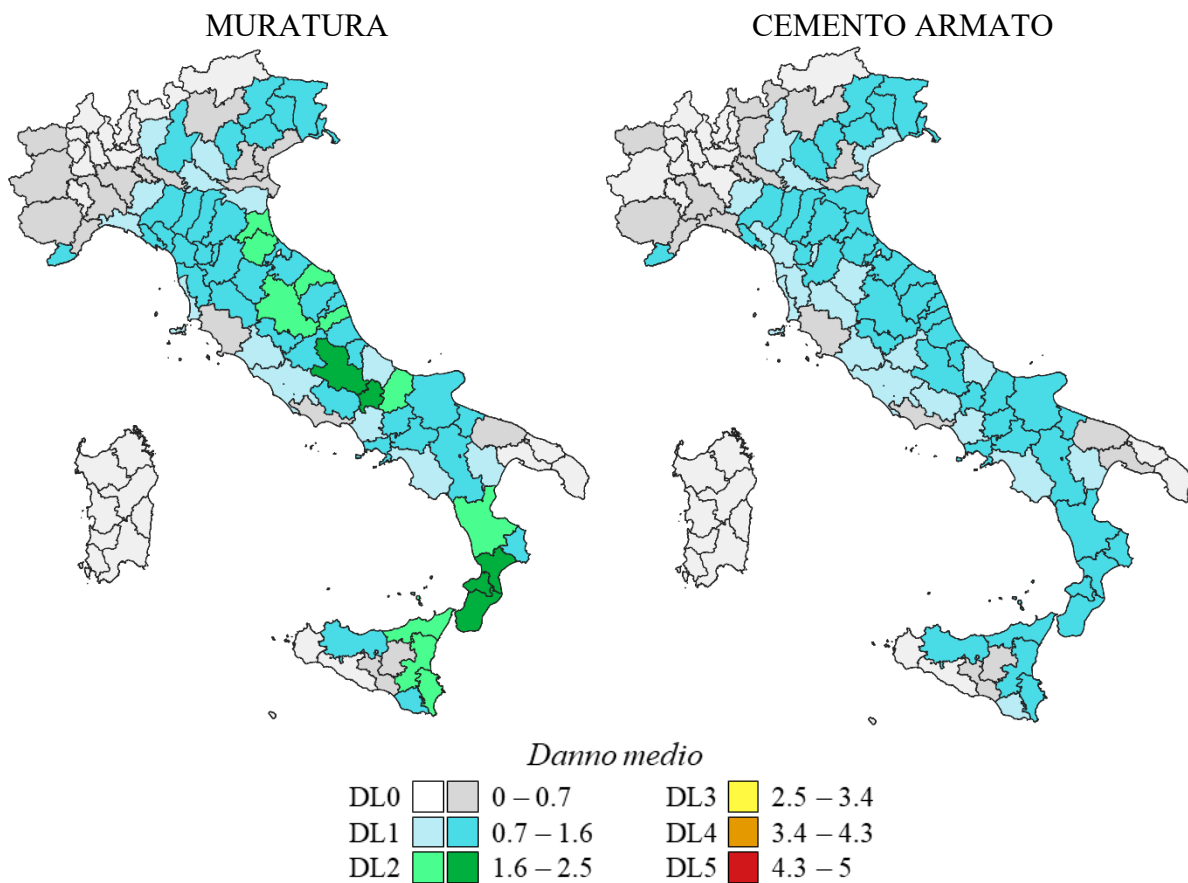 MURATURA
CEMENTO ARMATO
Danno medio
DL0 0 – 0.7
DL1 0.7 – 1.6
DL2 1.6 – 2.5
DL3 2.5 – 3.4
DL4 3.4 – 4.3
DL5 4.3 – 5